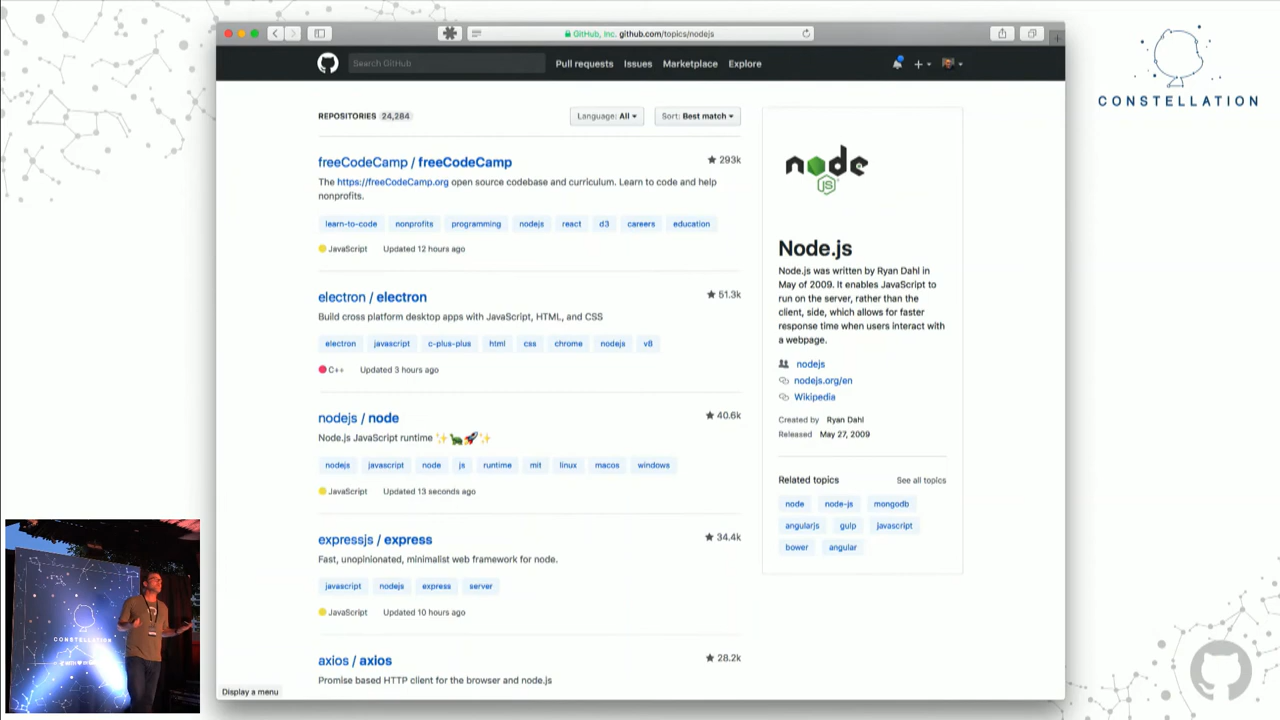 GitHub, Inc. github.com/topics/nodejs
Search GitHub
Pull requests Issues Marketplace Explore
CONSTELLATION
REPOSITORIES 24,284
Language: All
Sort: Best match
freeCodeCamp / freeCodeCamp
293k
The https://freeCodeCamp.org open source codebase and curriculum. Learn to code and help
nonprofits.
learn-to-code nonprofits programming nodejs react d3 careers education
JavaScript Updated 12 hours ago
electron / electron
51.3k
Build cross platform desktop apps with JavaScript, HTML, and CSS
electron javascript c-plus-plus html css chrome nodejs v8
C++ Updated 3 hours ago
nodejs / node
40.6k
Node.js JavaScript runtime ✨🐢🚀✨
nodejs javascript node js runtime mit linux macos windows
JavaScript Updated 13 seconds ago
expressjs / express
34.4k
Fast, unopinionated, minimalist web framework for node.
javascript nodejs express server
JavaScript Updated 10 hours ago
axios / axios
28.2k
Promise based HTTP client for the browser and node.js
node
JS
Node.js
Node.js was written by Ryan Dahl in
May of 2009. It enables JavaScript to
run on the server, rather than the
client, side, which allows for faster
response time when users interact with
a webpage.
nodejs
nodejs.org/en
Wikipedia
Created by Ryan Dahl
Released May 27, 2009
Related topics See all topics
node node-js mongodb
angularjs gulp javascript
bower angular
Display a menu
CONSTELLATION